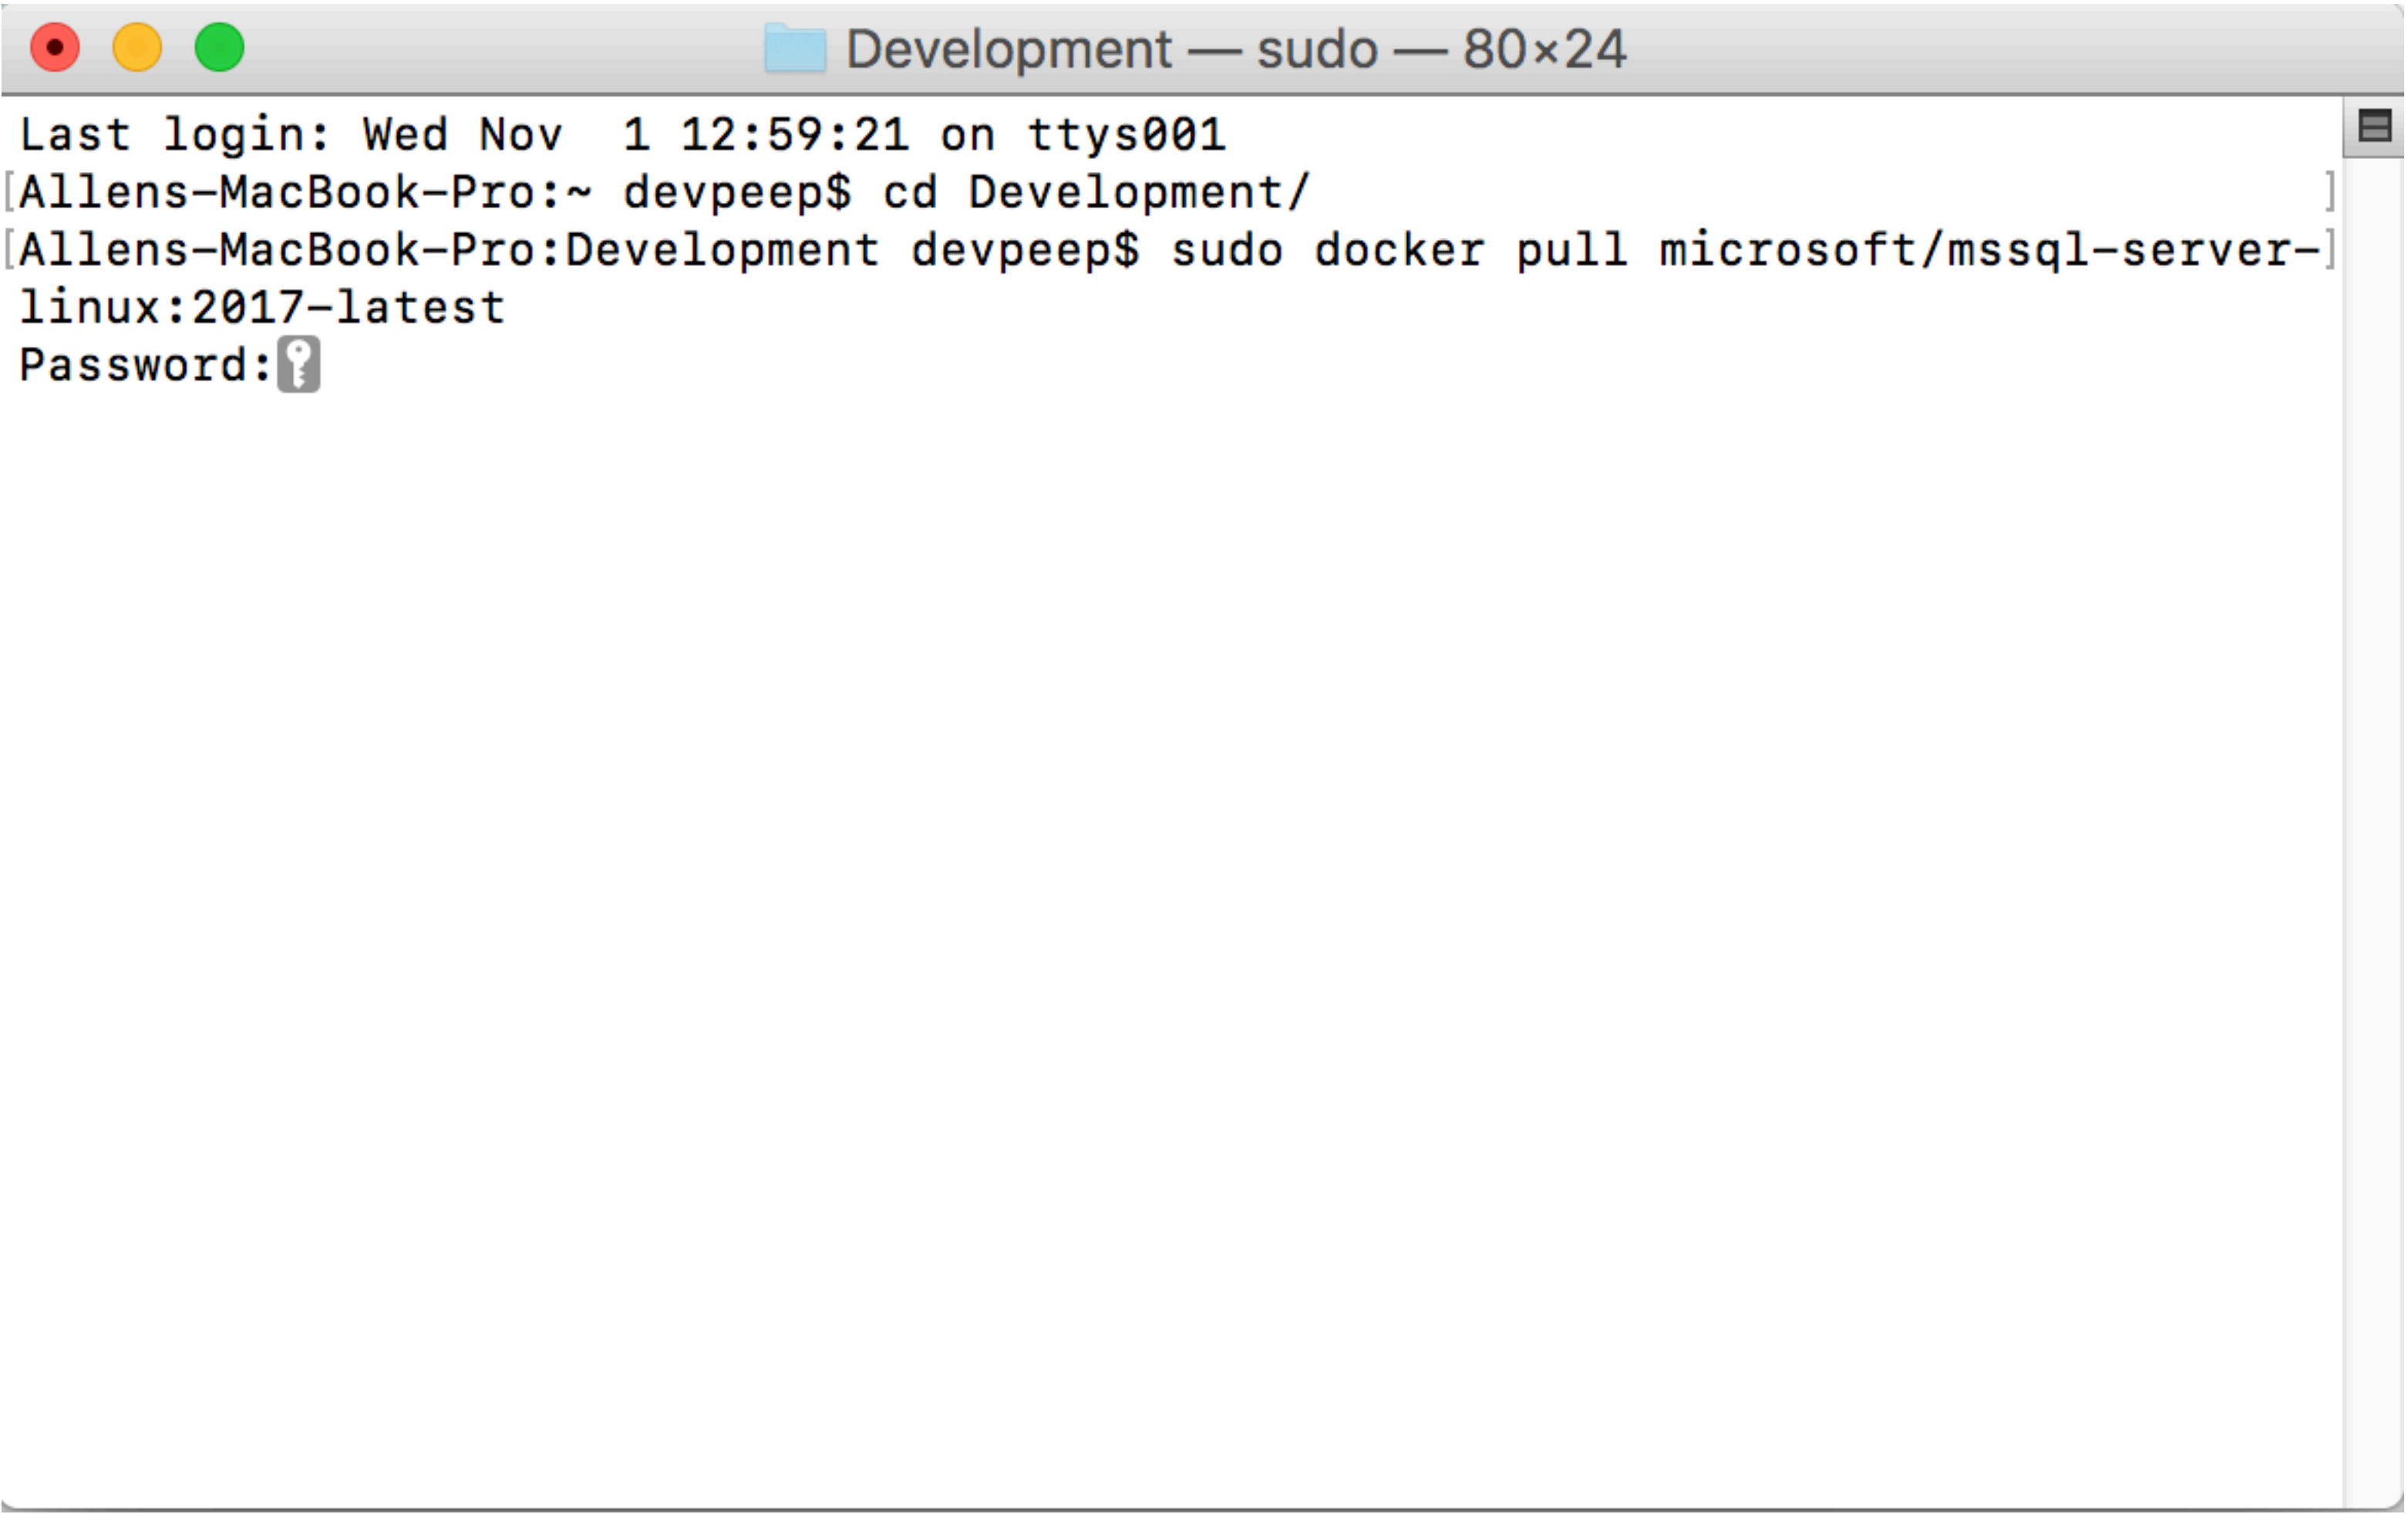 Development — sudo — 80×24
Last login: Wed Nov  1 12:59:21 on ttys001
[Allens-MacBook-Pro:~ devpeep$ cd Development/ ]
[Allens-MacBook-Pro:Development devpeep$ sudo docker pull microsoft/mssql-server-]
linux:2017-latest
Password: